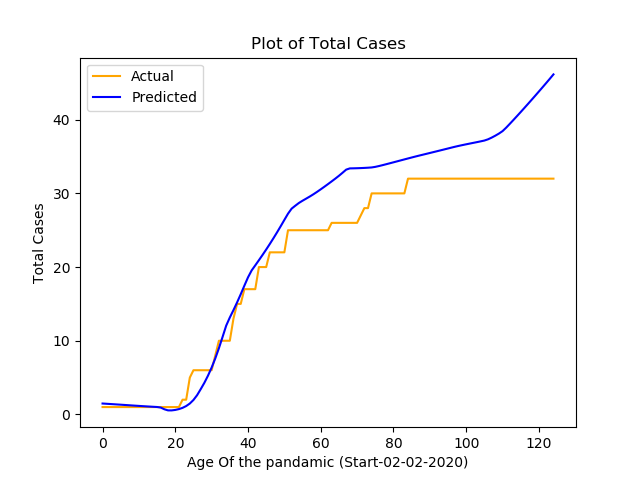 Plot of Total Cases
Actual
Predicted
40
30
20
10
0
Total Cases
0 20 40 60 80 100 120
Age Of the pandamic (Start-02-02-2020)